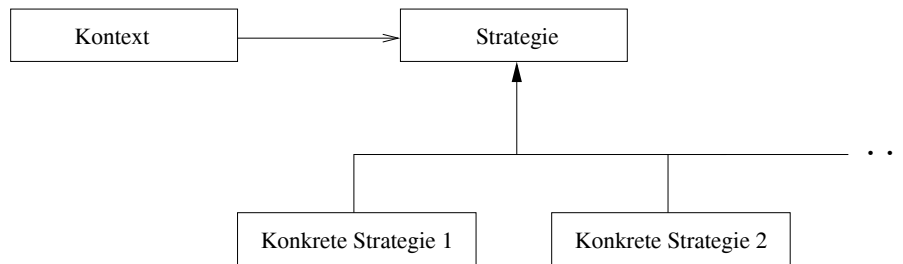 Kontext
Strategie
. .
Konkrete Strategie 1
Konkrete Strategie 2